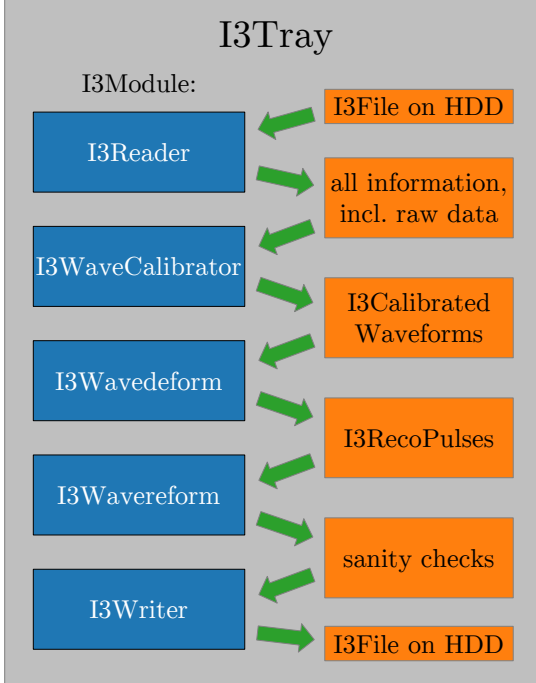 I3Tray
I3Module:
I3File on HDD
I3Reader
all information,
incl. raw data
I3WaveCalibrator
I3Calibrated
Waveforms
I3Wavedeform
I3RecoPulses
I3Wavereform
sanity checks
I3Writer
I3File on HDD